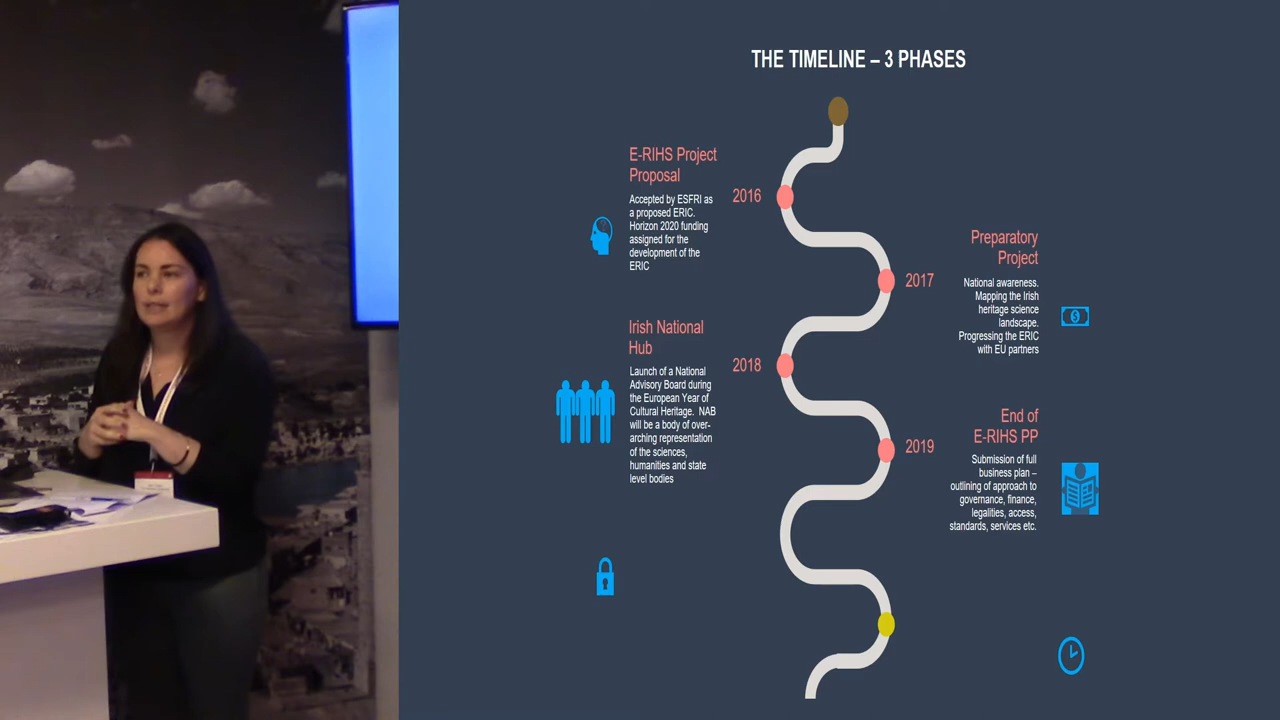 THE TIMELINE – 3 PHASES
E-RIHS Project
Proposal
2016
Accepted by ESFRI as
a proposed ERIC.
Horizon 2020 funding
assigned for the
development of the
ERIC
Preparatory
Project
2017
National awareness.
Mapping the Irish
heritage science
landscape.
Progressing the ERIC
with EU partners
Irish National
Hub
2018
Launch of a National
Advisory Board during
the European Year of
Cultural Heritage. NAB
will be a body of over-
arching representation
of the sciences,
humanities and state
level bodies
End of
E-RIHS PP
2019
Submission of full
business plan –
outlining of approach to
governance, finance,
legalities, access,
standards, services etc.